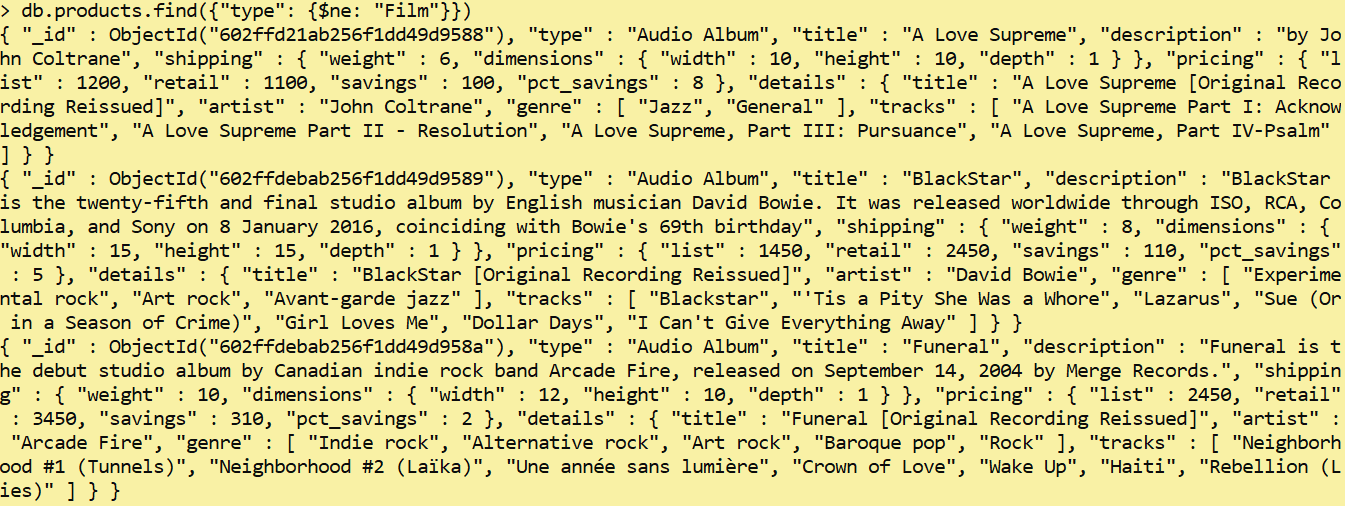 > db.products.find({"type": {$ne: "Film"}})
{ "_id" : ObjectId("602ffd21ab256f1dd49d9588"), "type" : "Audio Album", "title" : "A Love Supreme", "description" : "by Jo
hn Coltrane", "shipping" : { "weight" : 6, "dimensions" : { "width" : 10, "height" : 10, "depth" : 1 } }, "pricing" : { "l
ist" : 1200, "retail" : 1100, "savings" : 100, "pct_savings" : 8 }, "details" : { "title" : "A Love Supreme [Original Reco
rding Reissued]", "artist" : "John Coltrane", "genre" : [ "Jazz", "General" ], "tracks" : [ "A Love Supreme Part I: Acknow
ledgement", "A Love Supreme Part II - Resolution", "A Love Supreme, Part III: Pursuance", "A Love Supreme, Part IV-Psalm"
] } }
{ "_id" : ObjectId("602ffdebab256f1dd49d9589"), "type" : "Audio Album", "title" : "BlackStar", "description" : "BlackStar
is the twenty-fifth and final studio album by English musician David Bowie. It was released worldwide through ISO, RCA, Co
lumbia, and Sony on 8 January 2016, coinciding with Bowie's 69th birthday", "shipping" : { "weight" : 8, "dimensions" : {
"width" : 15, "height" : 15, "depth" : 1 } }, "pricing" : { "list" : 1450, "retail" : 2450, "savings" : 110, "pct_savings"
: 5 }, "details" : { "title" : "BlackStar [Original Recording Reissued]", "artist" : "David Bowie", "genre" : [ "Experime
ntal rock", "Art rock", "Avant-garde jazz" ], "tracks" : [ "Blackstar", "'Tis a Pity She Was a Whore", "Lazarus", "Sue (Or
in a Season of Crime)", "Girl Loves Me", "Dollar Days", "I Can't Give Everything Away" ] } }
{ "_id" : ObjectId("602ffdebab256f1dd49d958a"), "type" : "Audio Album", "title" : "Funeral", "description" : "Funeral is t
he debut studio album by Canadian indie rock band Arcade Fire, released on September 14, 2004 by Merge Records.", "shippin
g" : { "weight" : 10, "dimensions" : { "width" : 12, "height" : 10, "depth" : 1 } }, "pricing" : { "list" : 2450, "retail"
: 3450, "savings" : 310, "pct_savings" : 2 }, "details" : { "title" : "Funeral [Original Recording Reissued]", "artist" :
"Arcade Fire", "genre" : [ "Indie rock", "Alternative rock", "Art rock", "Baroque pop", "Rock" ], "tracks" : [ "Neighborh
ood #1 (Tunnels)", "Neighborhood #2 (Laïka)", "Une année sans lumière", "Crown of Love", "Wake Up", "Haiti", "Rebellion (L
ies)" ] } }